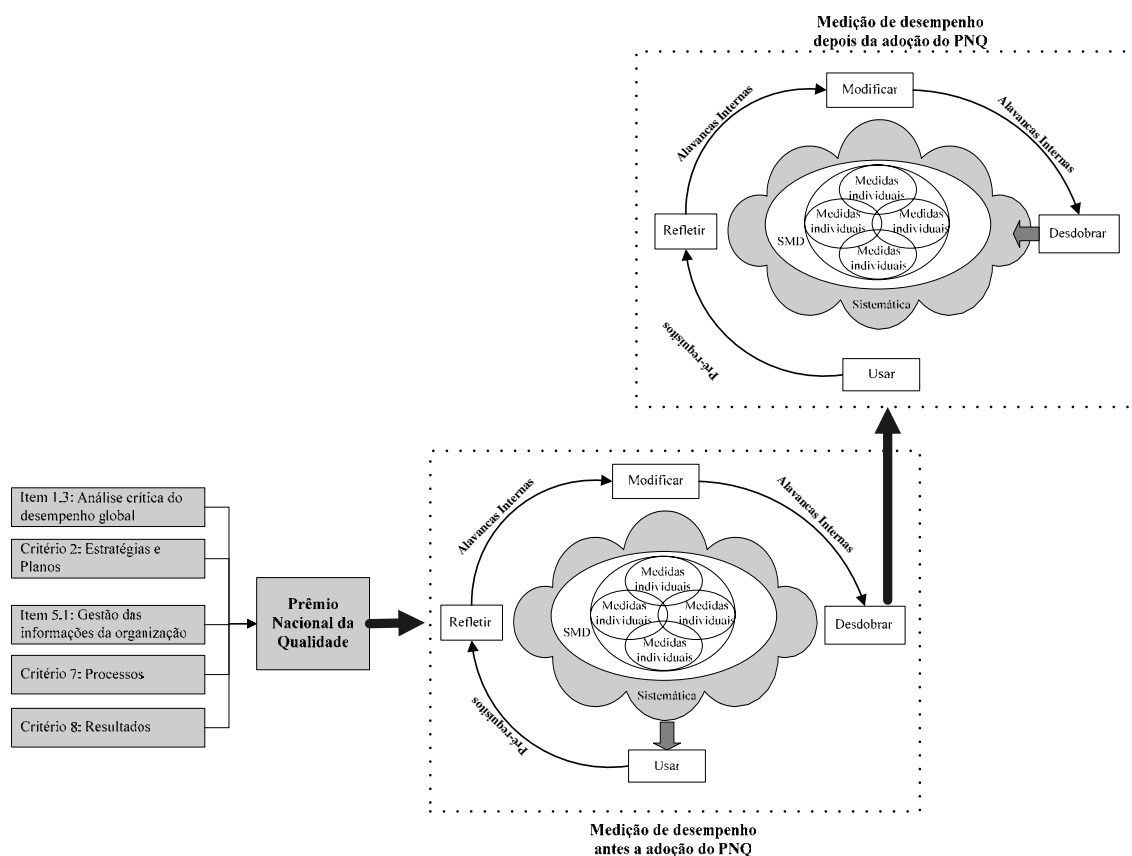 Medição de desempenho
depois da adoção do PNQ
Modificar
Alavancas Internas
Alavancas Internas
Medidas
individuais
Medidas
individuais
Medidas
individuais
Medidas
individuais
SMD
Sistemática
Refletir
Desdobrar
Pré-requisitos
Usar
Item 1.3: Análise crítica do
desempenho global
Critério 2: Estratégias e
Planos
Item 5.1: Gestão das
informações da organização
Critério 7: Processos
Critério 8: Resultados
Prêmio
Nacional da
Qualidade
Modificar
Alavancas Internas
Alavancas Internas
Medidas
individuais
Medidas
individuais
Medidas
individuais
Medidas
individuais
SMD
Sistemática
Refletir
Desdobrar
Pré-requisitos
Usar
Medição de desempenho
antes a adoção do PNQ